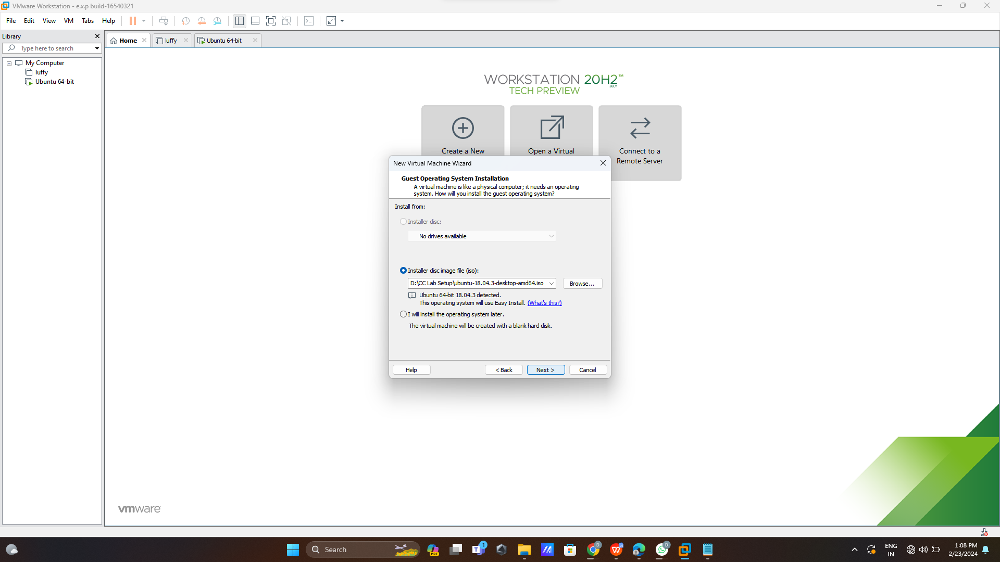 VMware Workstation - e.x.p build-16540321
File Edit View VM Tabs Help
Library
Type here to search
My Computer
luffy
Ubuntu 64-bit
Home
luffy
Ubuntu 64-bit
WORKSTATION 20H2™
JULY
TECH PREVIEW
Create a New
Open a Virtual
Connect to a
Remote Server
New Virtual Machine Wizard
Guest Operating System Installation
A virtual machine is like a physical computer; it needs an operating
system. How will you install the guest operating system?
Install from:
Installer disc:
No drives available
Installer disc image file (iso):
D:\CC Lab Setup\ubuntu-18.04.3-desktop-amd64.iso
Browse...
Ubuntu 64-bit 18.04.3 detected.
This operating system will use Easy Install. (What's this?)
I will install the operating system later.
The virtual machine will be created with a blank hard disk.
Help
< Back
Next >
Cancel
vmware
Search
PRE
1
D
D
ENG
IN
1:08 PM
2/23/2024